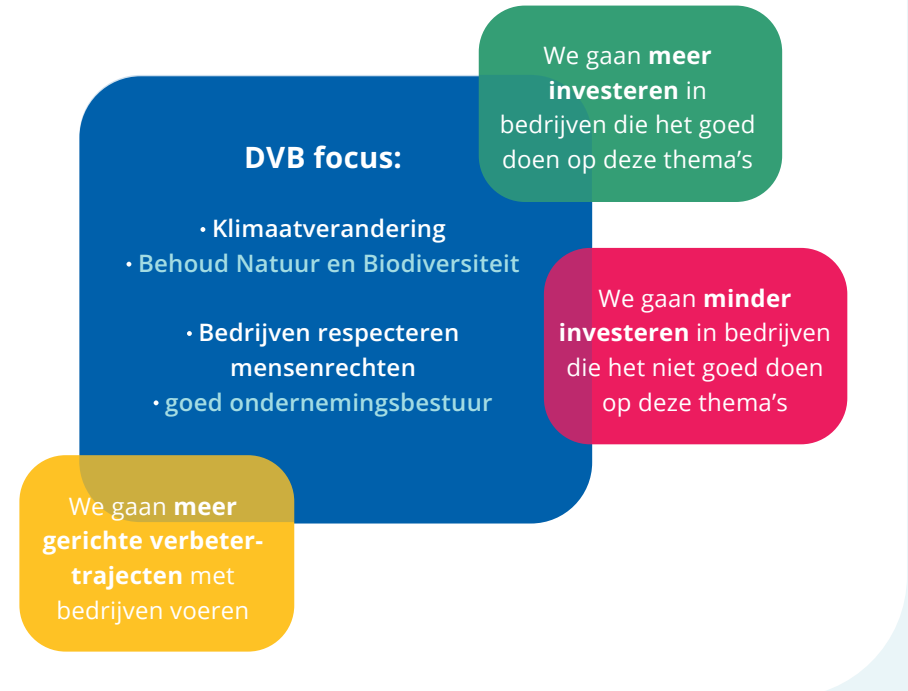 We gaan meer
investeren in
bedrijven die het goed
doen op deze thema's
DVB focus:
• Klimaatverandering
• Behoud Natuur en Biodiversiteit
• Bedrijven respecteren
mensenrechten
• goed ondernemingsbestuur
We gaan minder
investeren in bedrijven
die het niet goed doen
op deze thema's
We gaan meer
gerichte verbeter-
trajecten met
bedrijven voeren